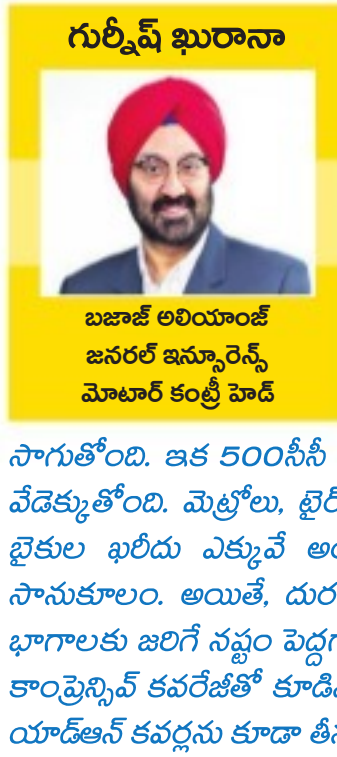 గుర్నీష్ ఖురానా
బజాజ్ అలియాంజ్
జనరల్ ఇన్సూరెన్స్
మోటార్ కంట్రీ హెడ్
సాగుతోంది. ఇక 500సీసీ
వేడెక్కుతోంది. మెట్రోలు,
బైకుల ఖరీదు ఎక్కువే
సానుకూలం. అయితే,
భాగాలకు జరిగే నష్టం
కాంప్రెన్సివ్ కవరేజీతో
యాడ్ఆన్ కవర్లను కూడా